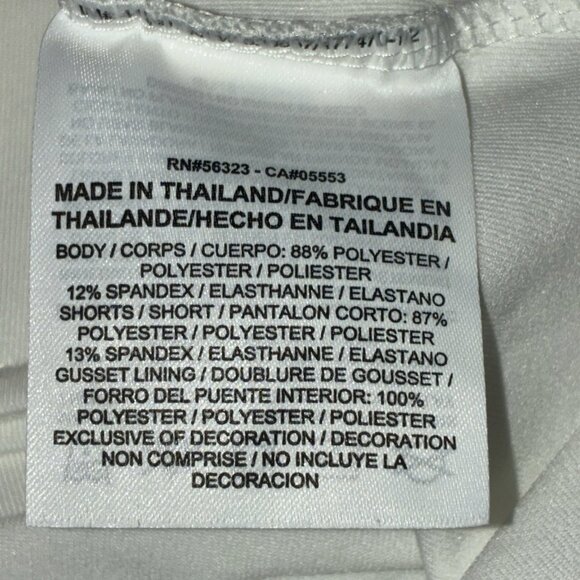 RN#56323 - CA#05553
MADE IN THAILAND/FABRIQUE EN
THAILANDE/HECHO EN TAILANDIA
BODY / CORPS / CUERPO: 88% POLYESTER /
POLYESTER / POLIESTER
12% SPANDEX / ELASTHANNE / ELASTANO
SHORTS / SHORT / PANTALON CORTO: 87%
POLYESTER / POLYESTER / POLIESTER
13% SPANDEX / ELASTHANNE / ELASTANO
GUSSET LINING / DOUBLURE DE GOUSSET /
FORRO DEL PUENTE INTERIOR: 100%
POLYESTER / POLYESTER / POLIESTER
EXCLUSIVE OF DECORATION / DECORATION
NON COMPRISE / NO INCLUYE LA
DECORACION